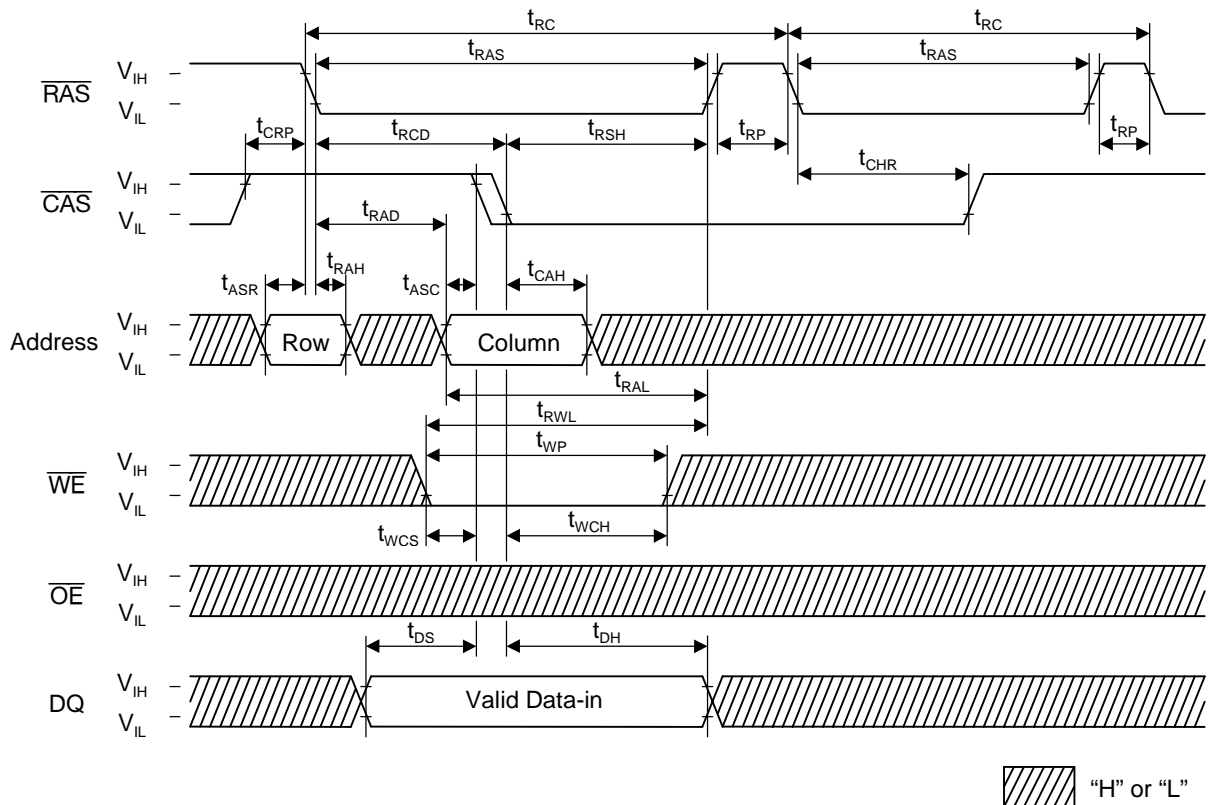 tRC tRC
tRAS tRAS
RAS VIH
VIL
tCRP tRCD tRSH tRP tRP
tCHR
CAS VIH
VIL
tRAD
tRAH
tASR tASC tCAH
Address VIH
VIL
Row Column
tRAL
tRWL
tWP
WE VIH
VIL
tWCS tWCH
OE VIH
VIL
tDS tDH
DQ VIH
VIL
Valid Data-in
“H” or “L”